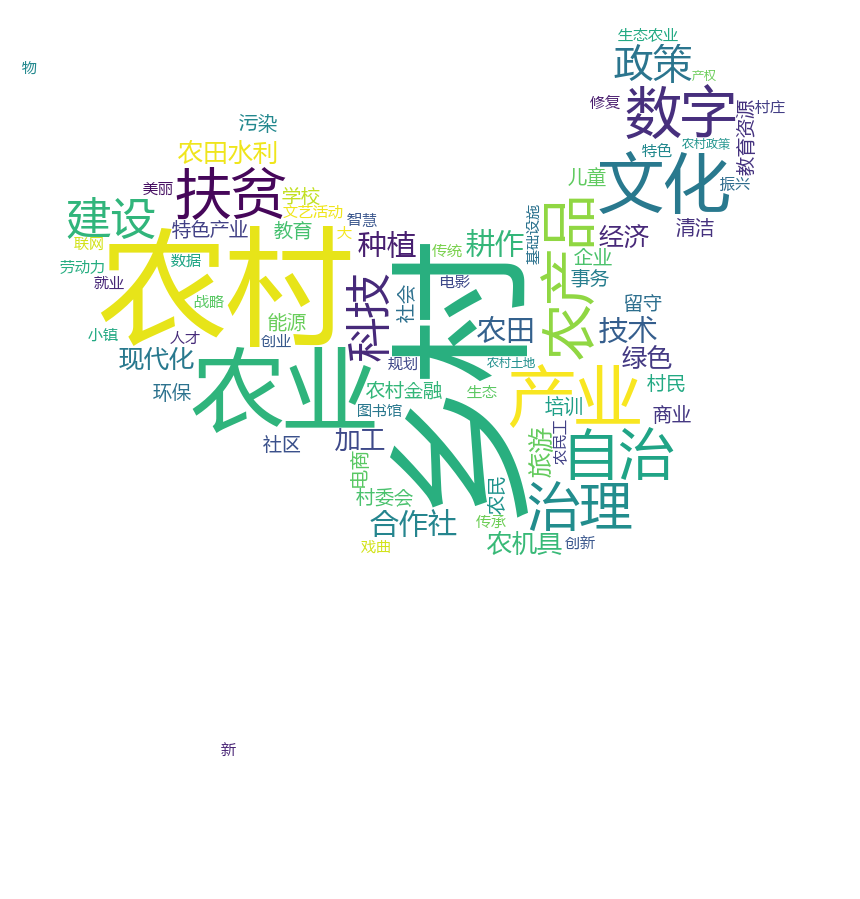 生态农业
政策
产权
物
数字
修复
村庄
教育资源
污染
农村政策
特色
文化
农田水利
儿童
振兴
美丽
扶贫
学校
文艺活动
建设
特色产业
智慧
基础设施
农产品
清洁
教育
大
经济
联网
种植
传统
耕作
企业
数据
劳动力
就业
农村
科技
社会
电影
乡村
事务
战略
留守
能源
小镇
人才
创业
农田
技术
现代化
规划
农村土地
绿色
农业
环保
农村金融
生态
产业
村民
图书馆
培训
商业
社区
加工
农民工
旅游
自治
电商
村委会
农民
治理
合作社
传承
戏曲
农机具
创新
新